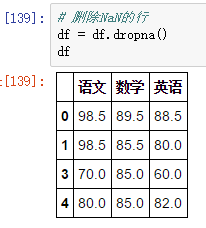 [139]: # 删除NaN的行
df = df.dropna()
df
[139]:
语文 数学 英语
0 98.5 89.5 88.5
1 98.5 85.5 80.0
3 70.0 85.0 60.0
4 80.0 85.0 82.0